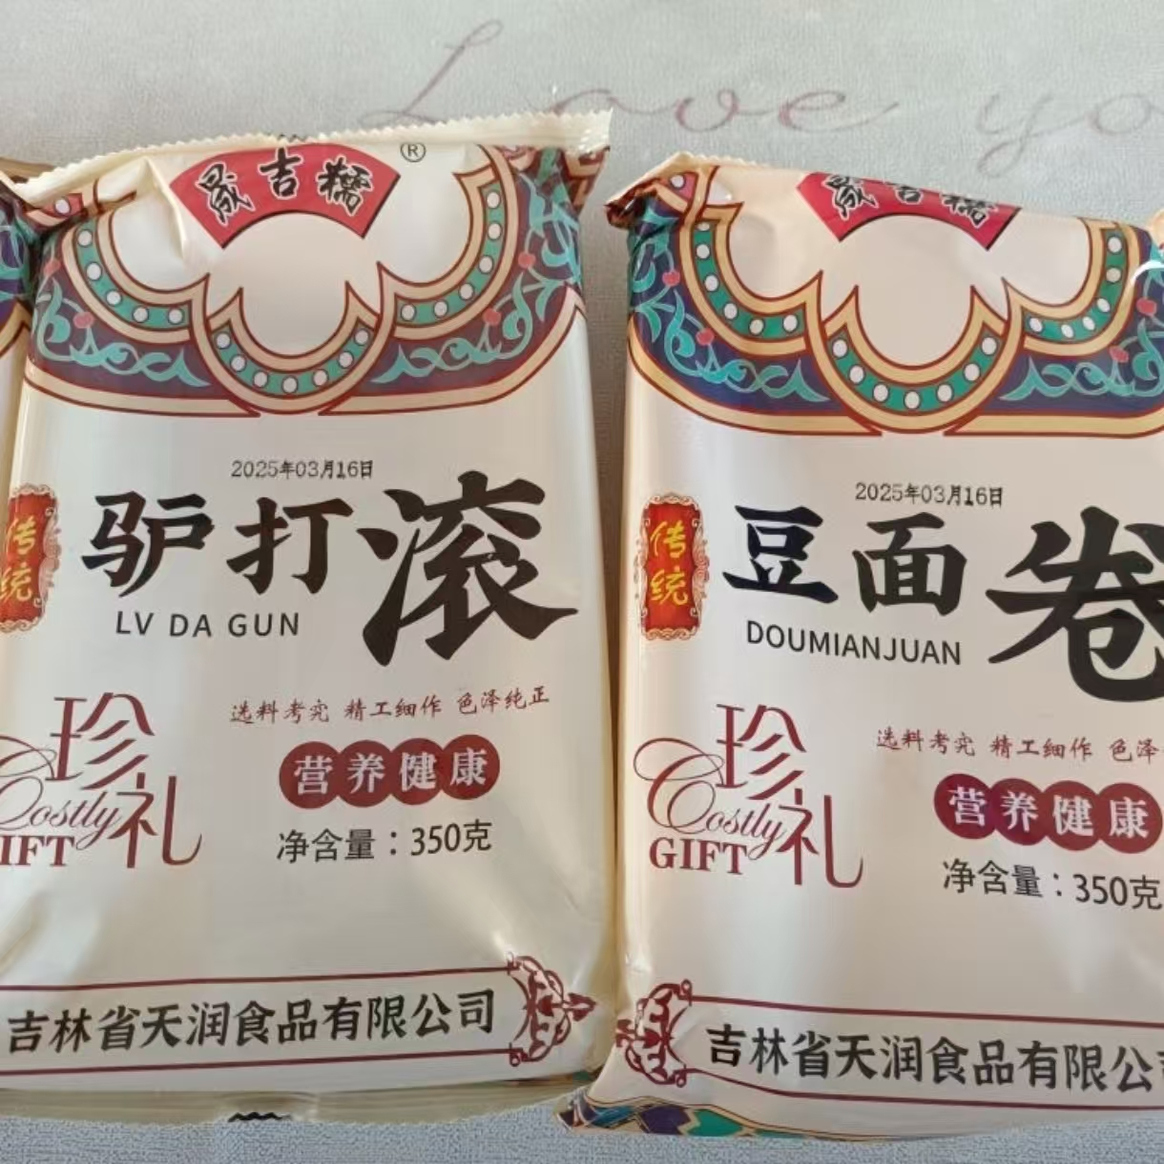 Love yo
晟吉糯®
2025年03月16日
传统
驴打滚
LV DA GUN
选料考究 精工细作 色泽纯正
珍礼
Costly
IFT
营养健康
净含量：350克
吉林省天润食品有限公司
晟吉糯
2025年03月16日
传统
豆面卷
DOUMIANJUAN
选料考究 精工细作 色泽
珍礼
Costly
GIFT
营养健康
净含量：350克
吉林省天润食品有限公